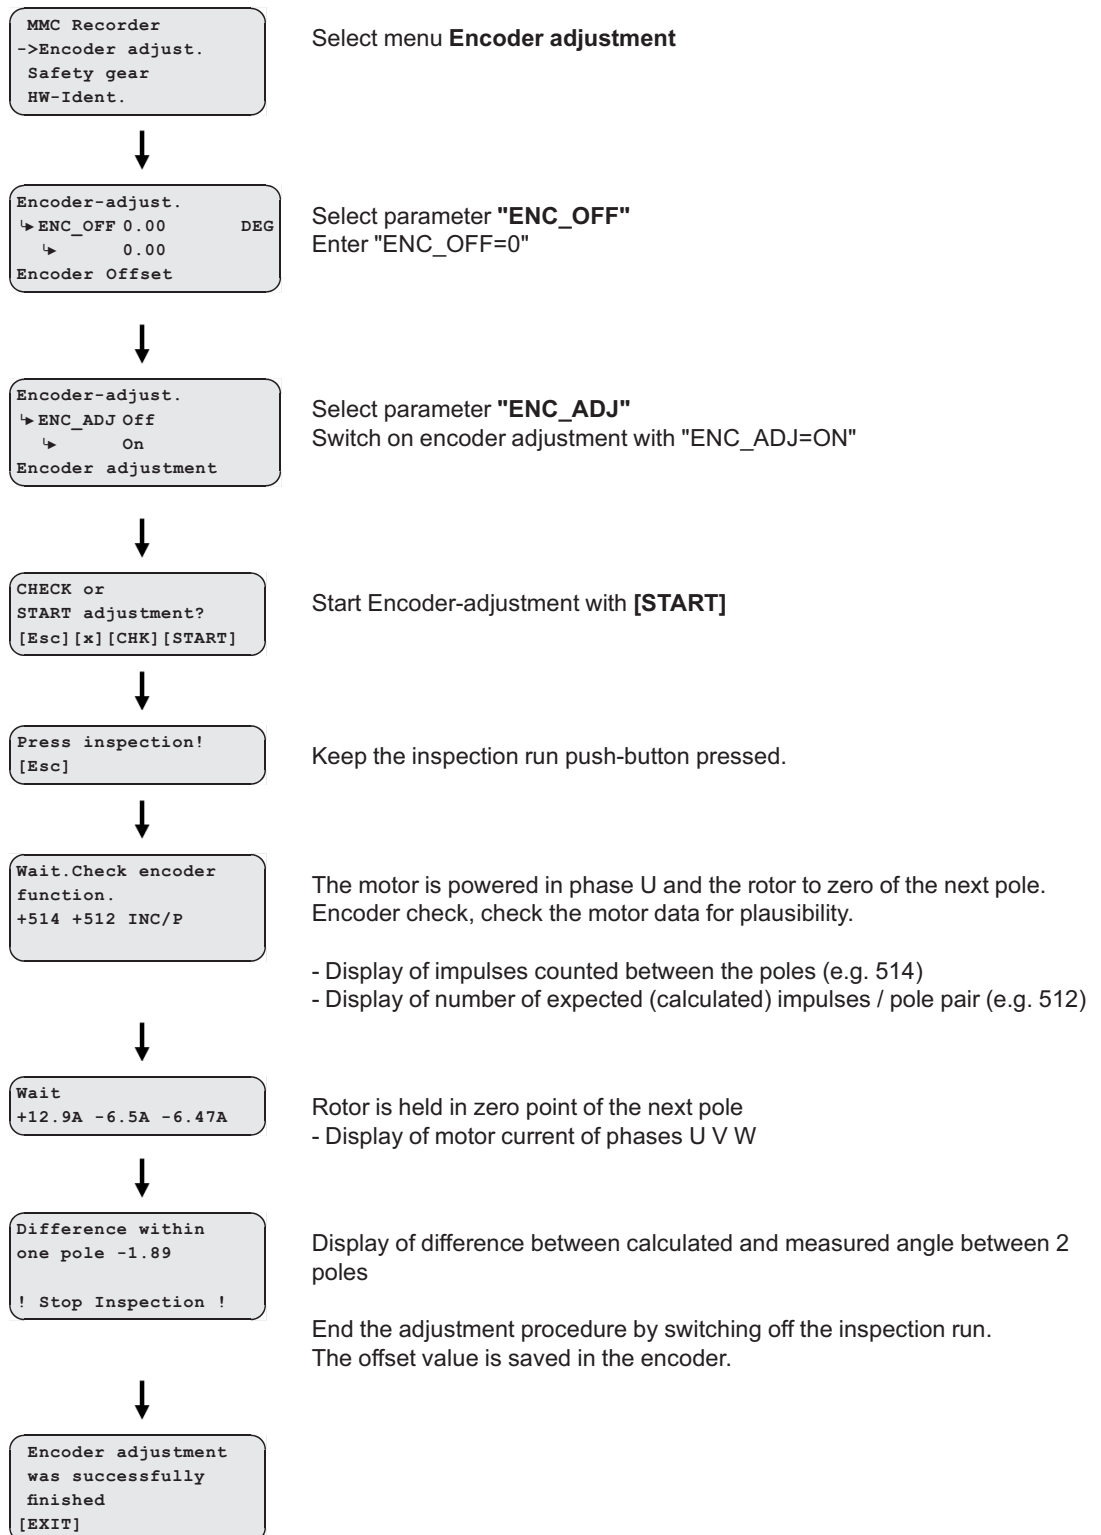 MMC Recorder
->Encoder adjust.
Safety gear
HW-Ident.
Select menu Encoder adjustment
Encoder-adjust.
↳ ENC_OFF 0.00 DEG
↳ 0.00
Encoder Offset
Select parameter "ENC_OFF"
Enter "ENC_OFF=0"
Encoder-adjust.
↳ ENC_ADJ Off
↳ On
Encoder adjustment
Select parameter "ENC_ADJ"
Switch on encoder adjustment with "ENC_ADJ=ON"
CHECK or
START adjustment?
[Esc][x][CHK][START]
Start Encoder-adjustment with [START]
Press inspection!
[Esc]
Keep the inspection run push-button pressed.
Wait.Check encoder
function.
+514 +512 INC/P
The motor is powered in phase U and the rotor to zero of the next pole.
Encoder check, check the motor data for plausibility.
- Display of impulses counted between the poles (e.g. 514)
- Display of number of expected (calculated) impulses / pole pair (e.g. 512)
Wait
+12.9A -6.5A -6.47A
Rotor is held in zero point of the next pole
- Display of motor current of phases U V W
Difference within
one pole -1.89
! Stop Inspection !
Display of difference between calculated and measured angle between 2
poles
End the adjustment procedure by switching off the inspection run.
The offset value is saved in the encoder.
Encoder adjustment
was successfully
finished
[EXIT]